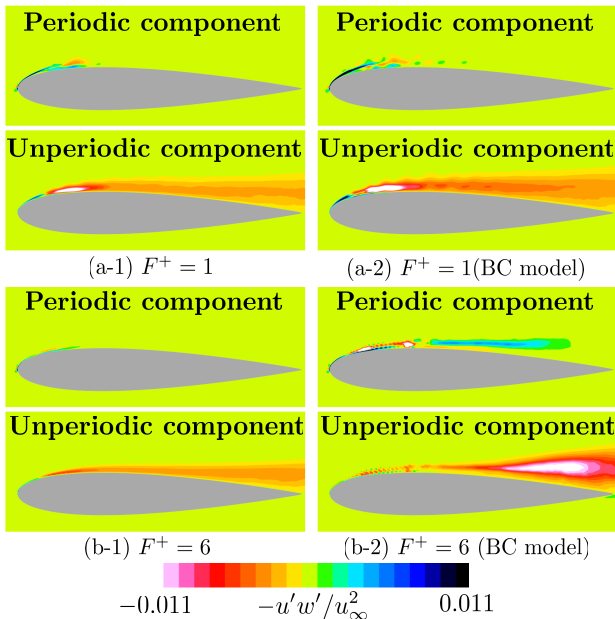 Periodic component
Periodic component
Unperiodic component
Unperiodic component
(a-1) F⁺ = 1
(a-2) F⁺ = 1(BC model)
Periodic component
Periodic component
Unperiodic component
Unperiodic component
(b-1) F⁺ = 6
(b-2) F⁺ = 6 (BC model)
−0.011 −u′w′/u²∞ 0.011